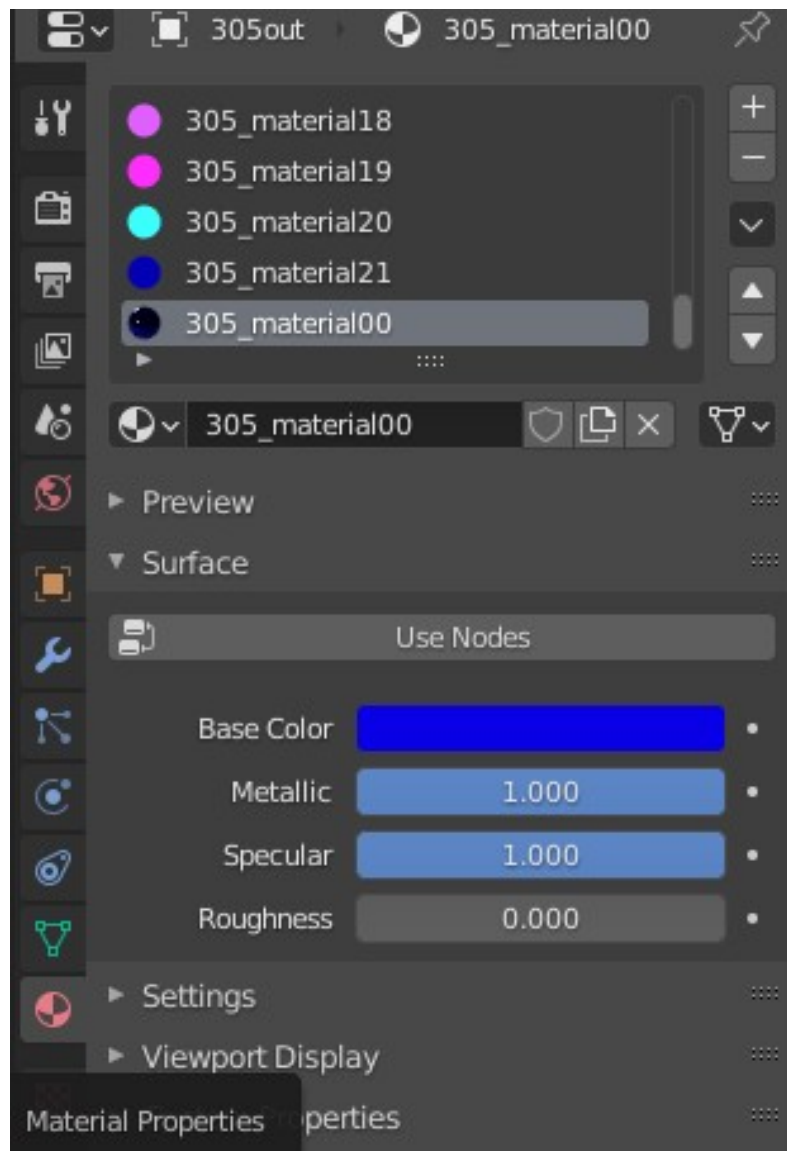 305out 305_material00
305_material18
305_material19
305_material20
305_material21
305_material00
305_material00
Preview
Surface
Use Nodes
Base Color
Metallic 1.000
Specular 1.000
Roughness 0.000
Settings
Viewport Display
perties
Material Properties